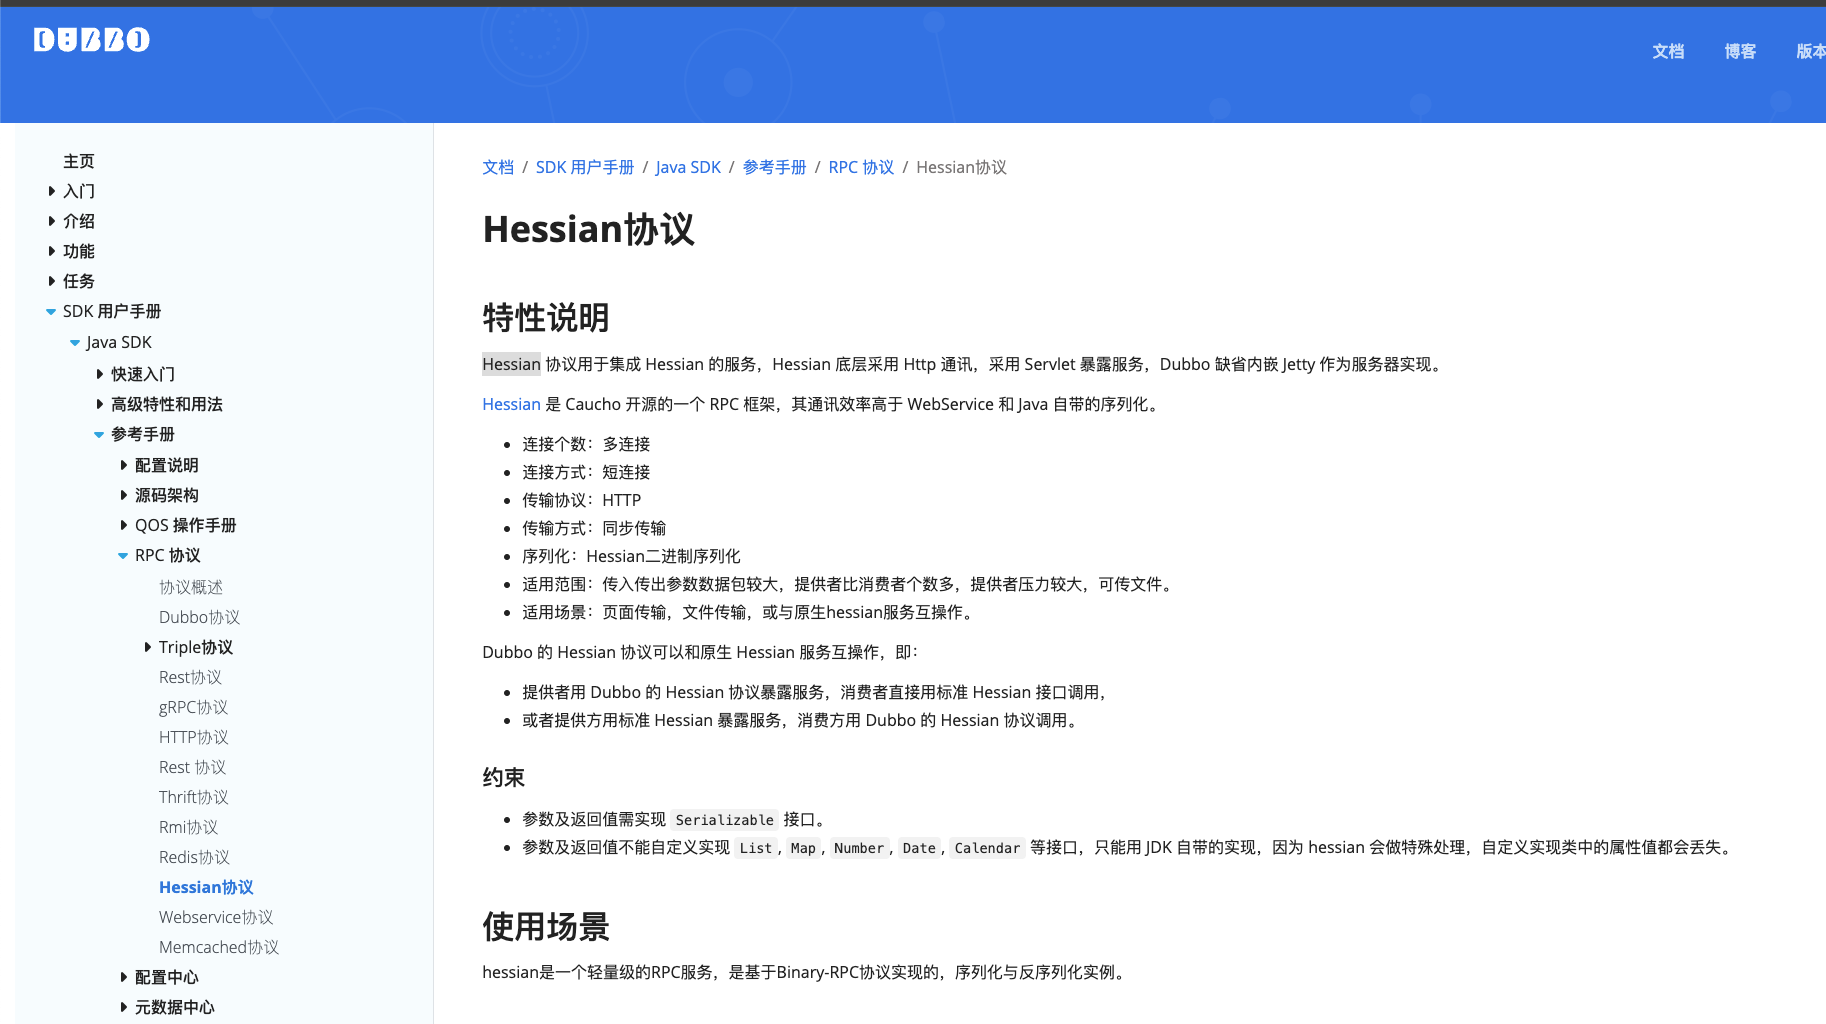 DUBBO
文档 博客 版本
主页
入门
介绍
功能
任务
SDK 用户手册
Java SDK
快速入门
高级特性和用法
参考手册
配置说明
源码架构
QOS 操作手册
RPC 协议
协议概述
Dubbo协议
Triple协议
Rest协议
gRPC协议
HTTP协议
Rest 协议
Thrift协议
Rmi协议
Redis协议
Hessian协议
Webservice协议
Memcached协议
配置中心
元数据中心
文档 / SDK 用户手册 / Java SDK / 参考手册 / RPC 协议 / Hessian协议
Hessian协议
特性说明
Hessian 协议用于集成 Hessian 的服务，Hessian 底层采用 Http 通讯，采用 Servlet 暴露服务，Dubbo 缺省内嵌 Jetty 作为服务器实现。
Hessian 是 Caucho 开源的一个 RPC 框架，其通讯效率高于 WebService 和 Java 自带的序列化。
连接个数：多连接
连接方式：短连接
传输协议：HTTP
传输方式：同步传输
序列化：Hessian二进制序列化
适用范围：传入传出参数数据包较大，提供者比消费者个数多，提供者压力较大，可传文件。
适用场景：页面传输，文件传输，或与原生hessian服务互操作。
Dubbo 的 Hessian 协议可以和原生 Hessian 服务互操作，即：
提供者用 Dubbo 的 Hessian 协议暴露服务，消费者直接用标准 Hessian 接口调用，
或者提供方用标准 Hessian 暴露服务，消费方用 Dubbo 的 Hessian 协议调用。
约束
参数及返回值需实现 Serializable 接口。
参数及返回值不能自定义实现 List, Map, Number, Date, Calendar 等接口，只能用 JDK 自带的实现，因为 hessian 会做特殊处理，自定义实现类中的属性值都会丢失。
使用场景
hessian是一个轻量级的RPC服务，是基于Binary-RPC协议实现的，序列化与反序列化实例。